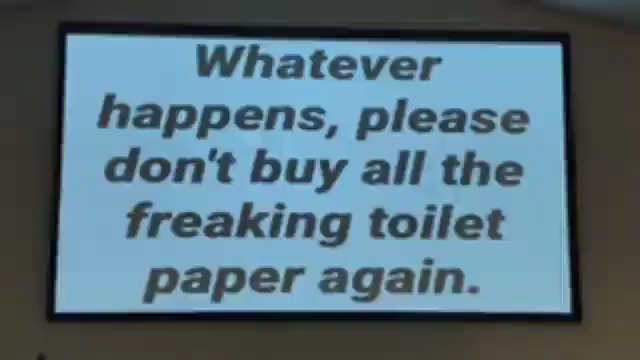 Whatever
happens, please
don't buy all the
freaking toilet
paper again.